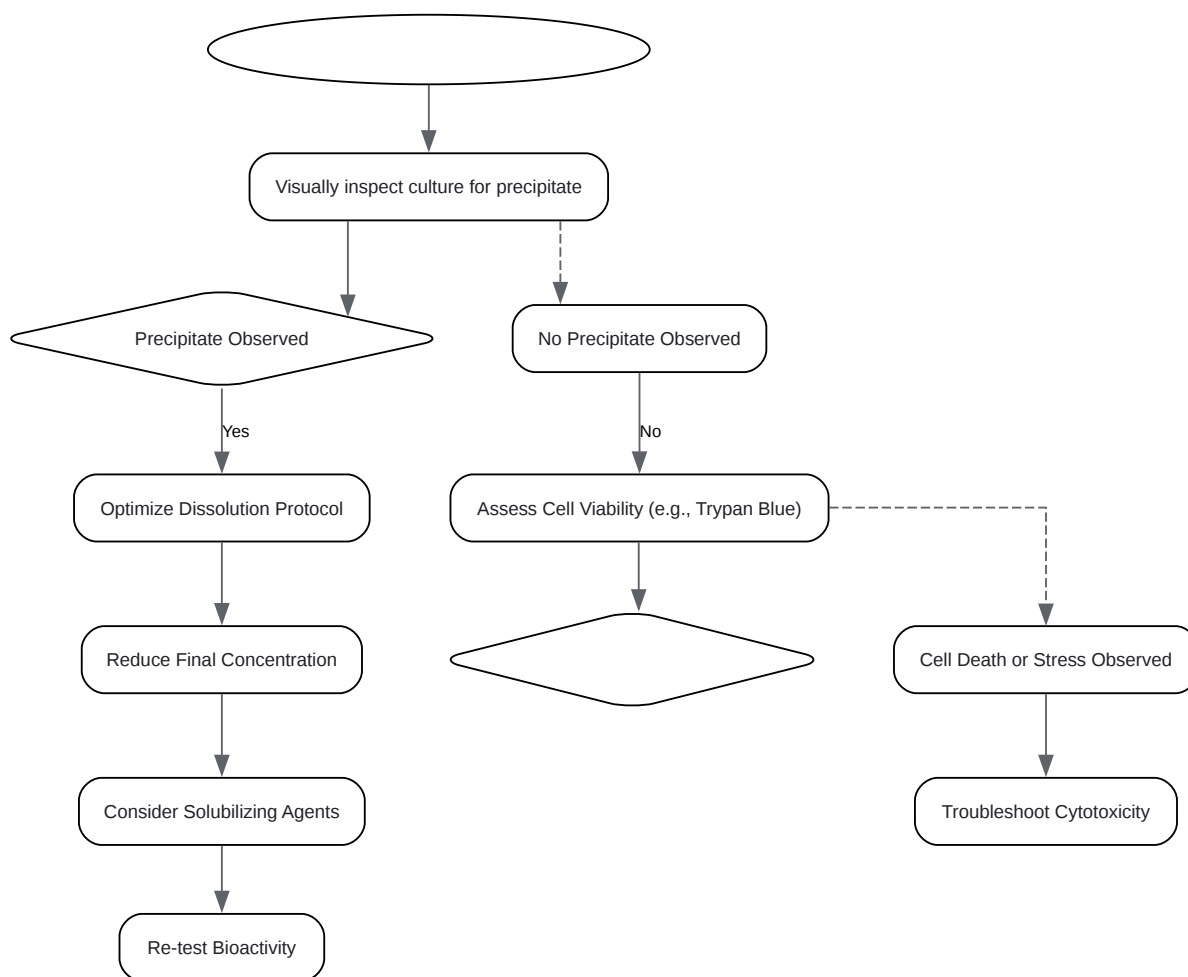 Visually inspect culture for precipitate
Precipitate Observed
No Precipitate Observed
Yes
No
Optimize Dissolution Protocol
Assess Cell Viability (e.g., Trypan Blue)
Reduce Final Concentration
Cell Death or Stress Observed
Consider Solubilizing Agents
Troubleshoot Cytotoxicity
Re-test Bioactivity